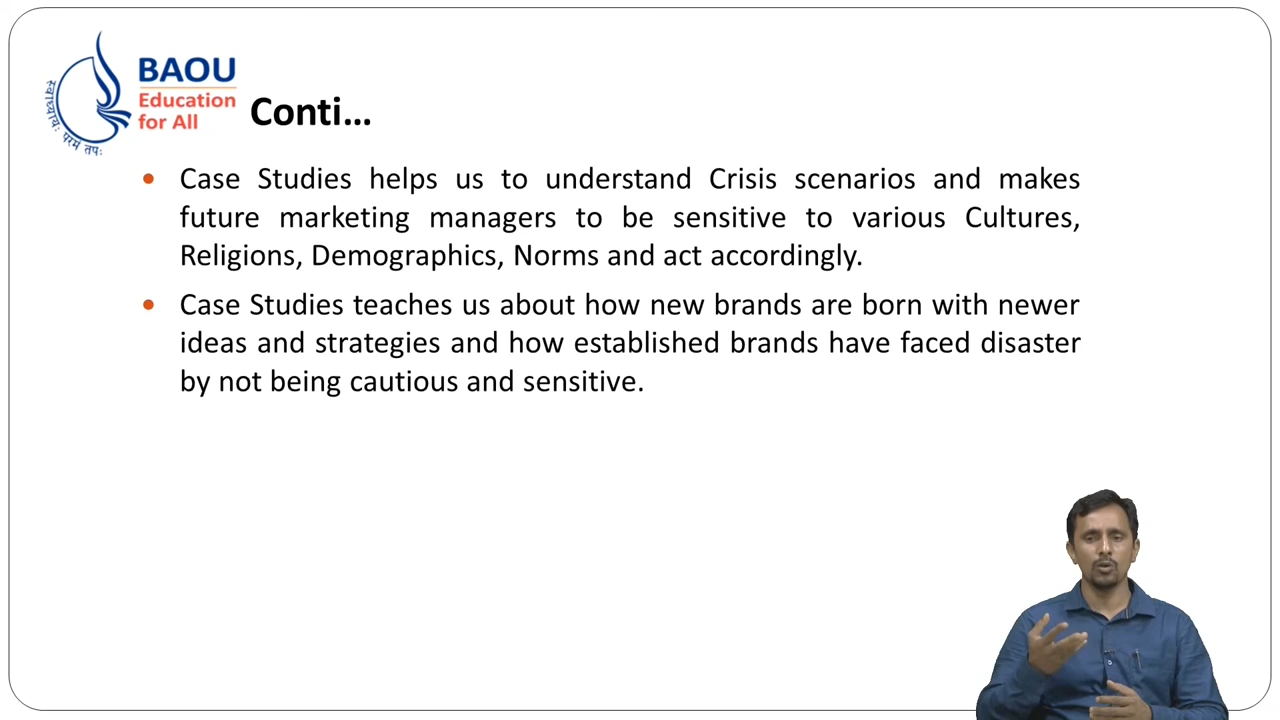 BAOU
Education
for All
स्वाध्यायः परमं तपः
Conti...
• Case Studies helps us to understand Crisis scenarios and makes
future marketing managers to be sensitive to various Cultures,
Religions, Demographics, Norms and act accordingly.
• Case Studies teaches us about how new brands are born with newer
ideas and strategies and how established brands have faced disaster
by not being cautious and sensitive.